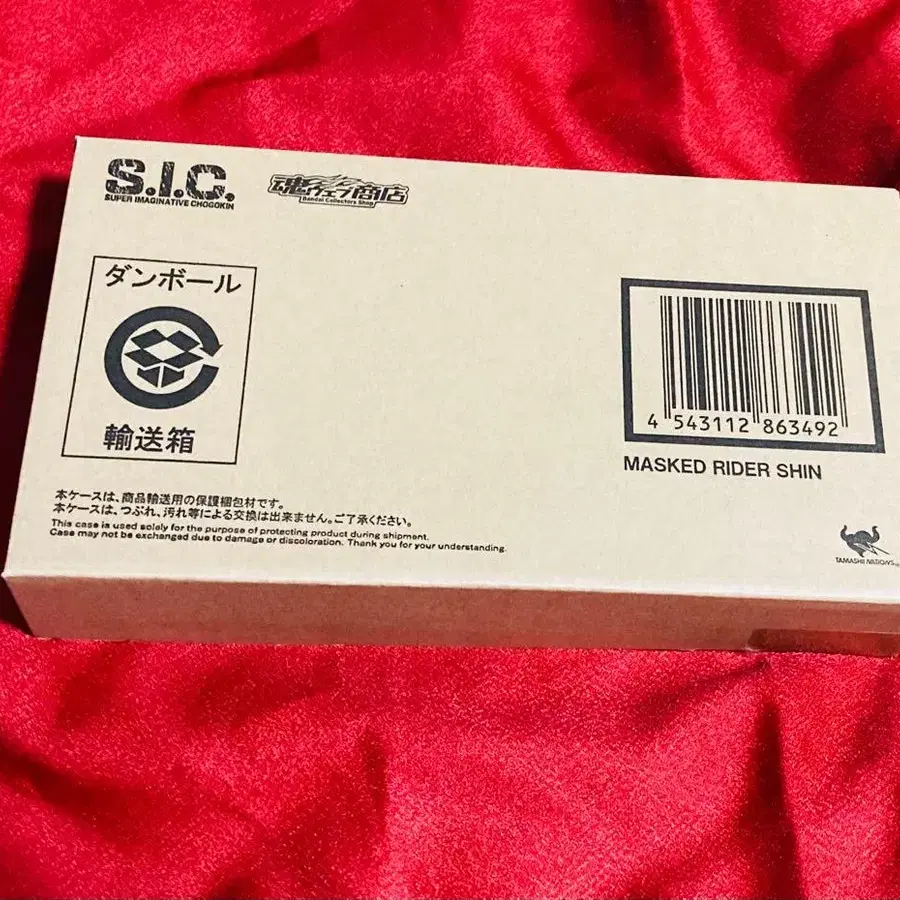 S.I.C.
SUPER IMAGINATIVE CHOGOKIN
魂ウェブ商店
Bandai Collectors Shop
ダンボール
輸送箱
4 543112 863492
MASKED RIDER SHIN
本ケースは、商品輸送用の保護梱包材です。
本ケースは、つぶれ、汚れ等による交換は出来ません。ご了承ください。
This case is used solely for the purpose of protecting product during shipment.
Case may not be exchanged due to damage or discoloration. Thank you for your understanding.
TAMASHII NATIONS